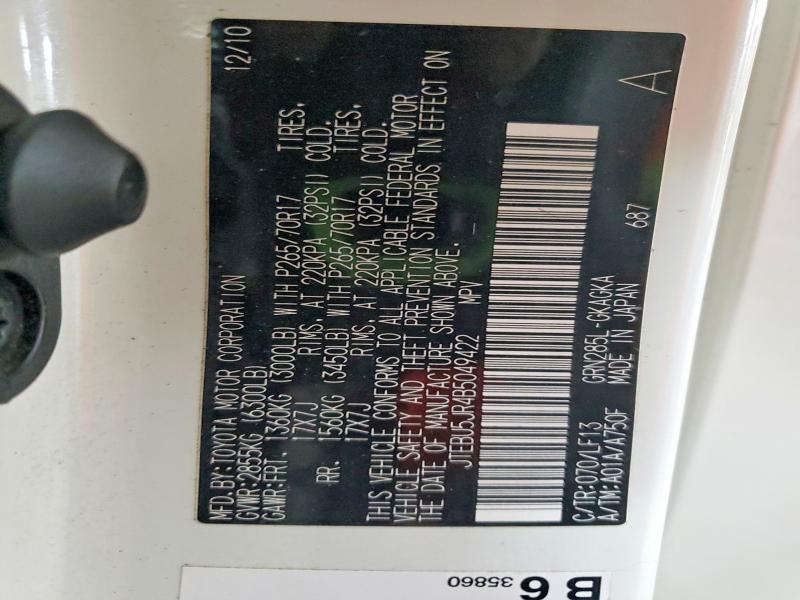 MFD.BY:TOYOTA MOTOR CORPORATION 12/10
GVWR:2855KG (6300LB)
GAWR:FRT. 1360KG (3000LB) WITH P265/70R17 TIRES,
17X7J RIMS, AT 220KPA (32PSI) COLD.
RR. 1560KG (3450LB) WITH P265/70R17 TIRES,
17X7J RIMS, AT 220KPA (32PSI) COLD.
THIS VEHICLE CONFORMS TO ALL APPLICABLE FEDERAL MOTOR
VEHICLE SAFETY AND THEFT PREVENTION STANDARDS IN EFFECT ON
THE DATE OF MANUFACTURE SHOWN ABOVE.
JTEBU5JR4B5049422 MPV
C/TR:070/LF13 GRN285L-GKAGKA A
A/TM:A01A/A750F MADE IN JAPAN 687
B6
35860